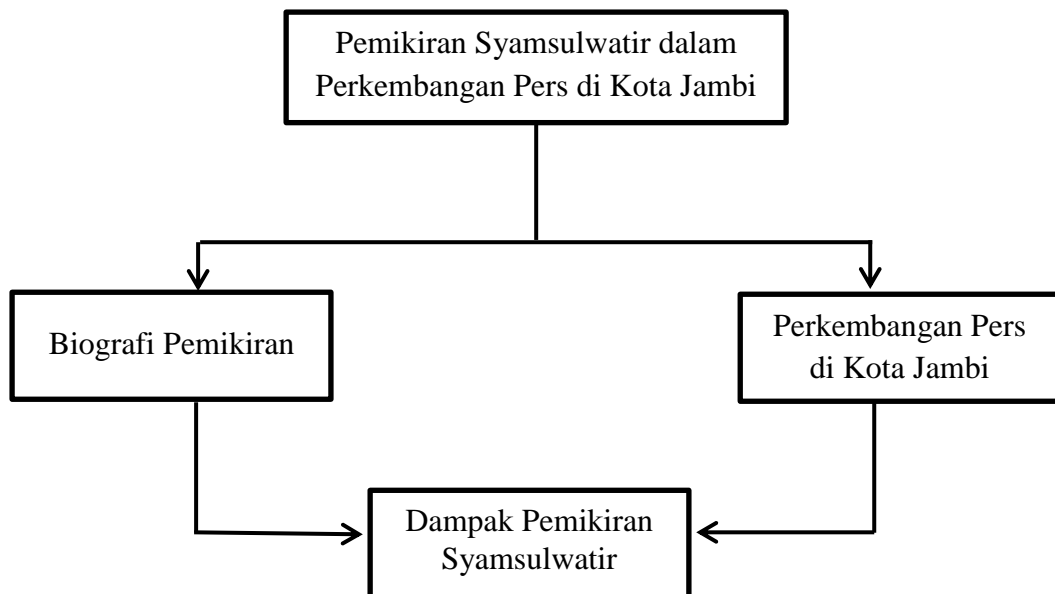 Pemikiran Syamsulwatir dalam
Perkembangan Pers di Kota Jambi
Biografi Pemikiran
Perkembangan Pers
di Kota Jambi
Dampak Pemikiran
Syamsulwatir